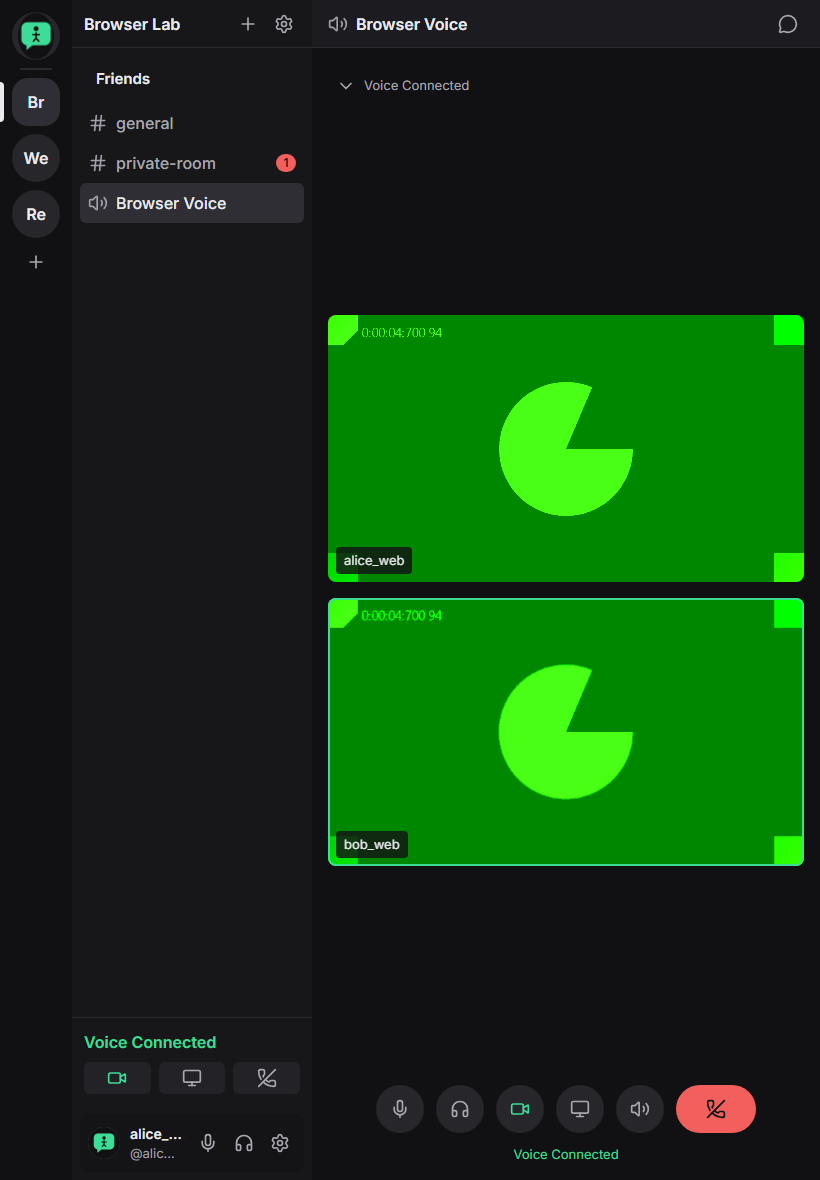 Browser Lab
Browser Voice
Br
We
Re
Friends
general
private-room
1
Browser Voice
Voice Connected
0:00:04:700 94
alice_web
0:00:04:700 94
bob_web
Voice Connected
alice_...
@alic...
Voice Connected